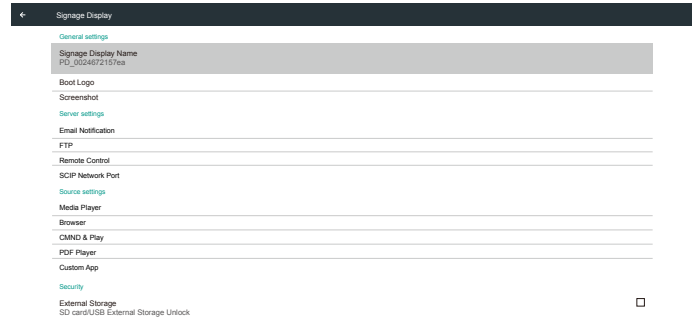 Signage Display
General settings
Signage Display Name
PD_0024672157ea
Boot Logo
Screenshot
Server settings
Email Notification
FTP
Remote Control
SCIP Network Port
Source settings
Media Player
Browser
CMND & Play
PDF Player
Custom App
Security
External Storage
SD card/USB External Storage Unlock